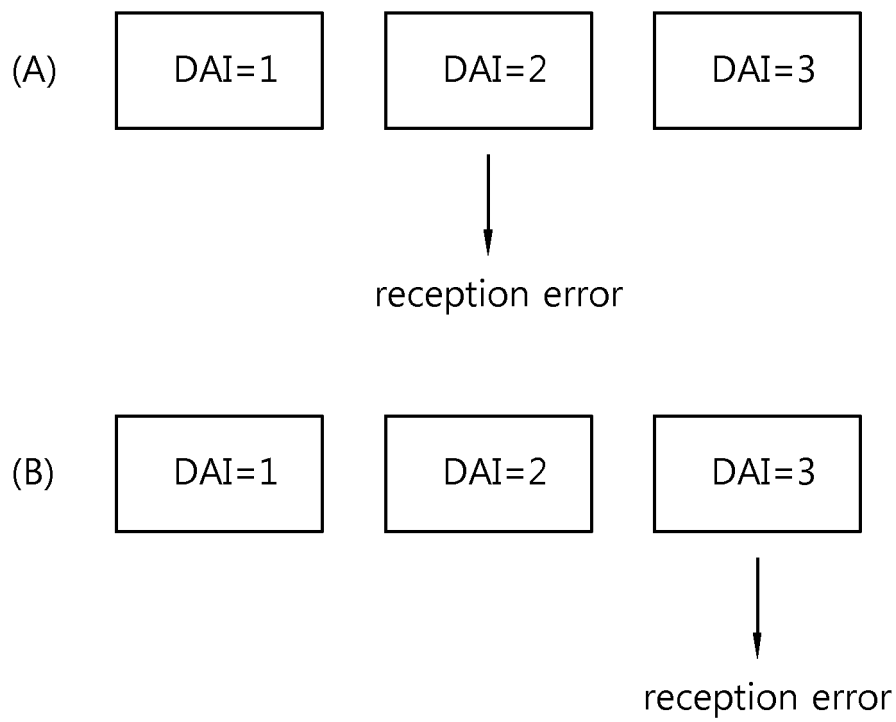 (A) DAI=1 DAI=2 DAI=3
reception error
(B) DAI=1 DAI=2 DAI=3
reception error